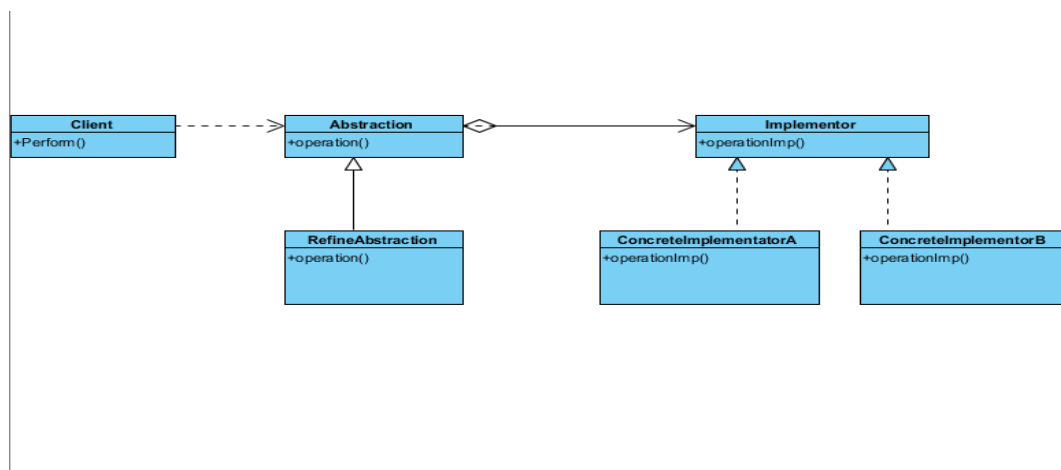 Client
+Perform()
Abstraction
+operation()
Implementor
+operationImp()
RefineAbstraction
+operation()
ConcreteImplementatorA
+operationImp()
ConcreteImplementorB
+operationImp()